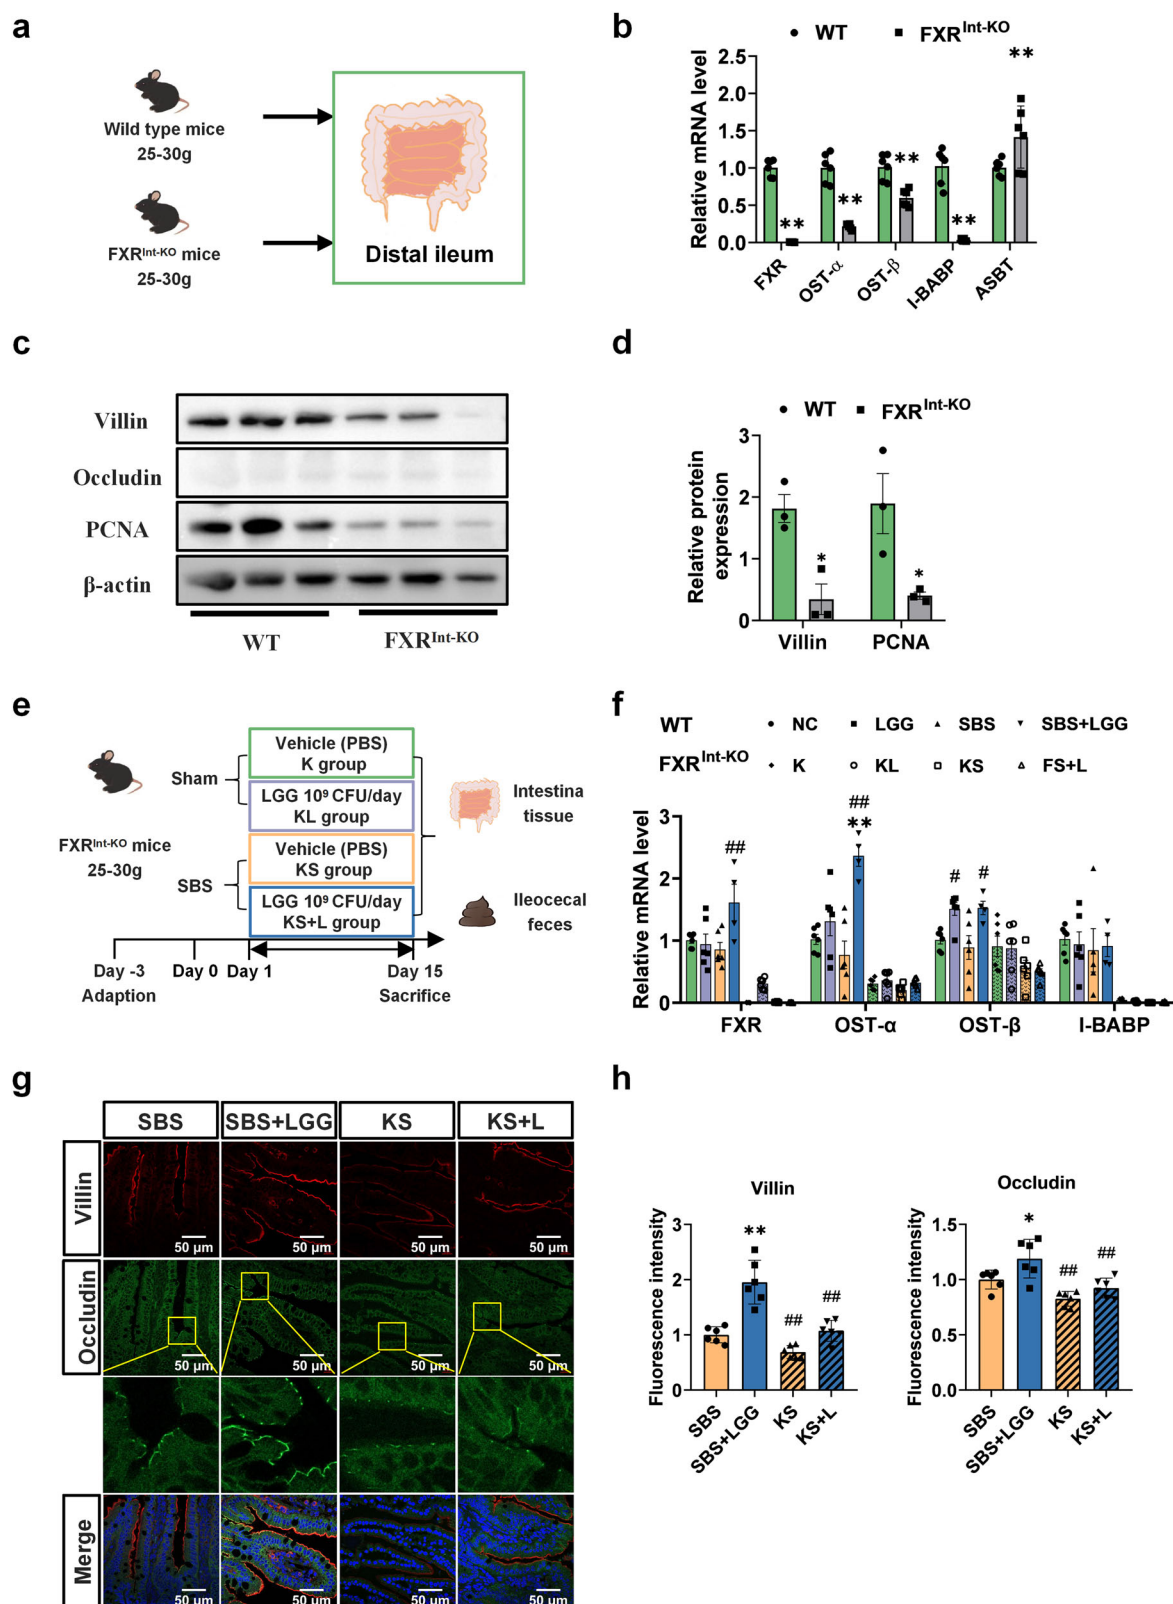 a
Wild type mice
25-30g
FXRInt-KO mice
25-30g
Distal ileum
b
WT
FXRInt-KO
Relative mRNA level
2.5
2.0
1.5
1.0
0.5
0.0
**
**
**
**
**
FXR
OST-α
OST-β
I-BABP
ASBT
c
Villin
Occludin
PCNA
β-actin
WT
FXRInt-KO
d
WT
FXRInt-KO
Relative protein
expression
3
2
1
0
*
*
Villin
PCNA
e
FXRInt-KO mice
25-30g
Sham
SBS
Vehicle (PBS)
K group
LGG 10⁹ CFU/day
KL group
Vehicle (PBS)
KS group
LGG 10⁹ CFU/day
KS+L group
Intestina
tissue
Ileocecal
feces
Day -3
Adaption
Day 0
Day 1
Day 15
Sacrifice
f
WT
NC
LGG
SBS
SBS+LGG
FXRInt-KO
K
KL
KS
FS+L
Relative mRNA level
3
2
1
0
##
##
**
#
#
FXR
OST-α
OST-β
I-BABP
g
SBS
SBS+LGG
KS
KS+L
Villin
50 μm
50 μm
50 μm
50 μm
Occludin
50 μm
50 μm
50 μm
50 μm
Merge
50 μm
50 μm
50 μm
50 μm
h
Villin
Fluorescence intensity
3
2
1
0
**
##
##
SBS
SBS+LGG
KS
KS+L
Occludin
Fluorescence intensity
1.5
1.0
0.5
0.0
*
##
##
SBS
SBS+LGG
KS
KS+L